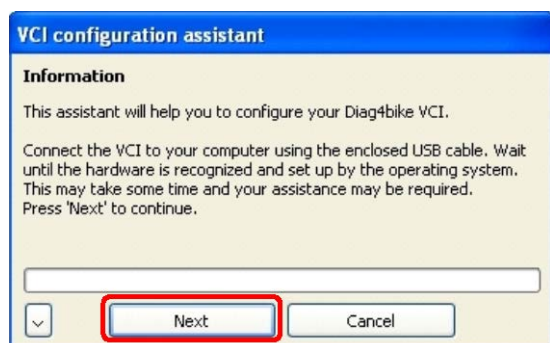 VCI configuration assistant
Information
This assistant will help you to configure your Diag4bike VCI.
Connect the VCI to your computer using the enclosed USB cable. Wait
until the hardware is recognized and set up by the operating system.
This may take some time and your assistance may be required.
Press 'Next' to continue.
Next
Cancel